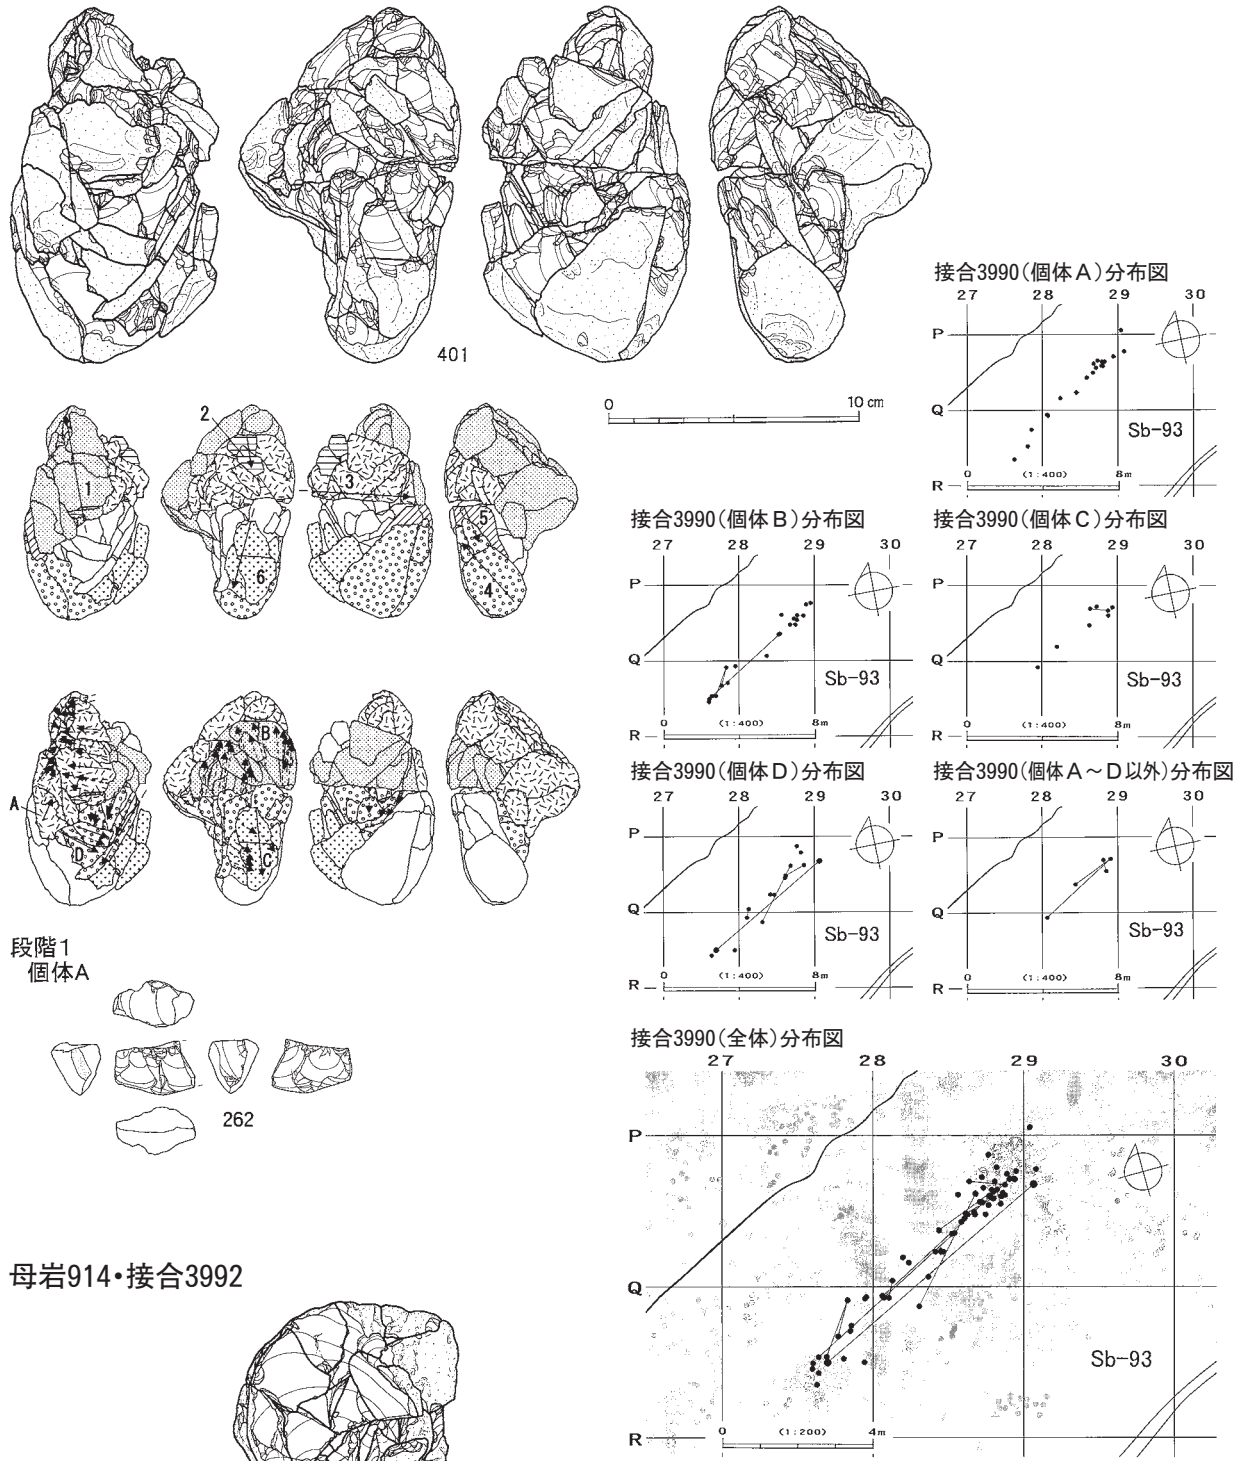 401
0 10 cm
2
1
3
5
6
4
A
B
D
C
段階1
個体A
262
母岩914・接合3992
接合3990(個体A)分布図
27 28 29 30
P
Q
Sb-93
0 (1:400) 8m
R
接合3990(個体B)分布図
27 28 29 30
P
Q
Sb-93
0 (1:400) 8m
R
接合3990(個体C)分布図
27 28 29 30
P
Q
Sb-93
0 (1:400) 8m
R
接合3990(個体D)分布図
27 28 29 30
P
Q
Sb-93
0 (1:400) 8m
R
接合3990(個体A～D以外)分布図
27 28 29 30
P
Q
Sb-93
0 (1:400) 8m
R
接合3990(全体)分布図
27 28 29 30
P
Q
Sb-93
0 (1:200) 4m
R